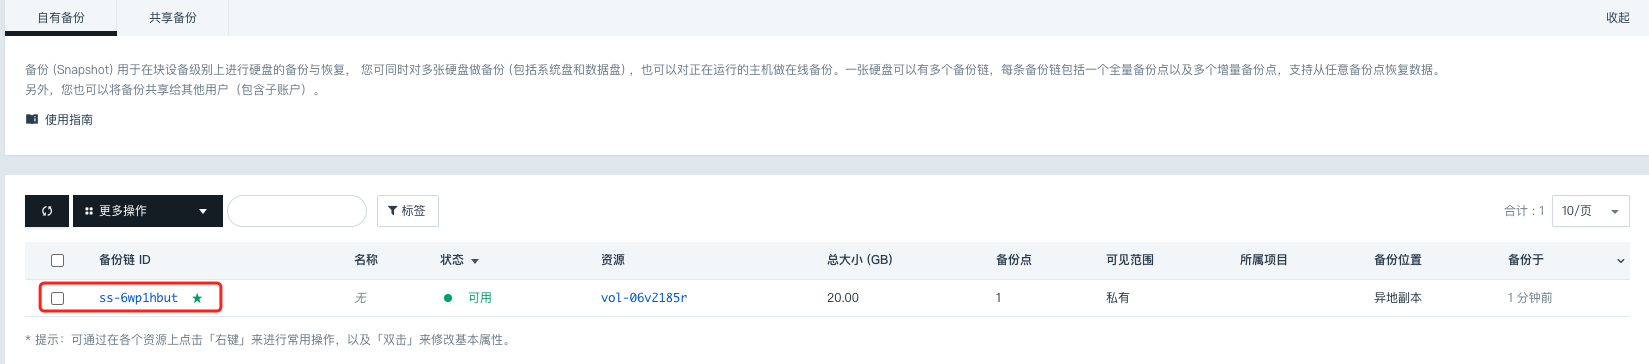 自有备份 共享备份 收起
备份 (Snapshot) 用于在块设备级别上进行硬盘的备份与恢复， 您可同时对多张硬盘做备份 (包括系统盘和数据盘) ，也可以对正在运行的主机做在线备份。一张硬盘可以有多个备份链，每条备份链包括一个全量备份点以及多个增量备份点，支持从任意备份点恢复数据。
另外，您也可以将备份共享给其他用户（包含子账户）。
使用指南
更多操作 标签 合计 : 1 10/页
备份链 ID 名称 状态 资源 总大小 (GB) 备份点 可见范围 所属项目 备份位置 备份于
ss-6wp1hbut 无 可用 vol-06v2185r 20.00 1 私有 异地副本 1 分钟前
* 提示：可通过在各个资源上点击「右键」来进行常用操作，以及「双击」来修改基本属性。